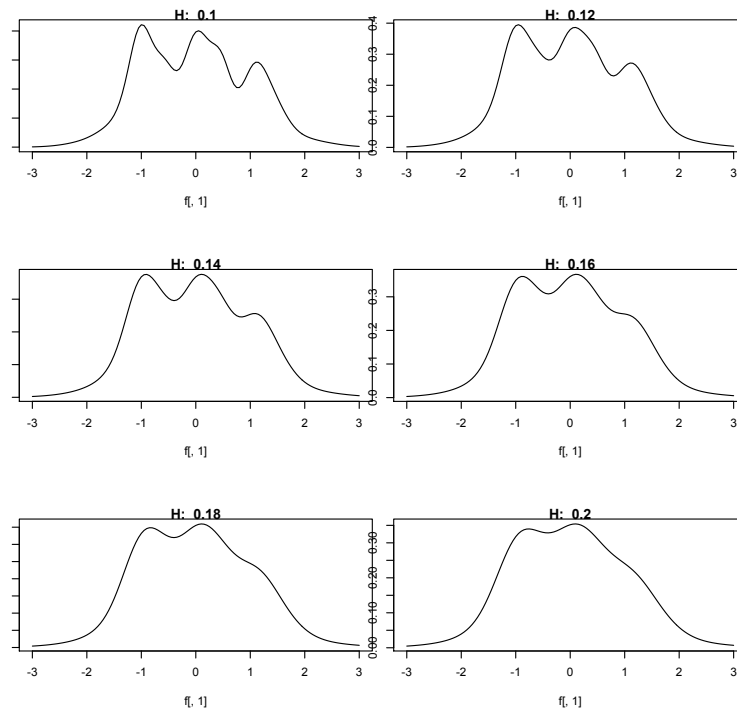 H: 0.1
H: 0.12
0.0 0.1 0.2 0.3 0.4
-3 -2 -1 0 1 2 3
-3 -2 -1 0 1 2 3
f[, 1]
f[, 1]
H: 0.14
H: 0.16
0.0 0.1 0.2 0.3
-3 -2 -1 0 1 2 3
-3 -2 -1 0 1 2 3
f[, 1]
f[, 1]
H: 0.18
H: 0.2
0.00 0.10 0.20 0.30
-3 -2 -1 0 1 2 3
-3 -2 -1 0 1 2 3
f[, 1]
f[, 1]